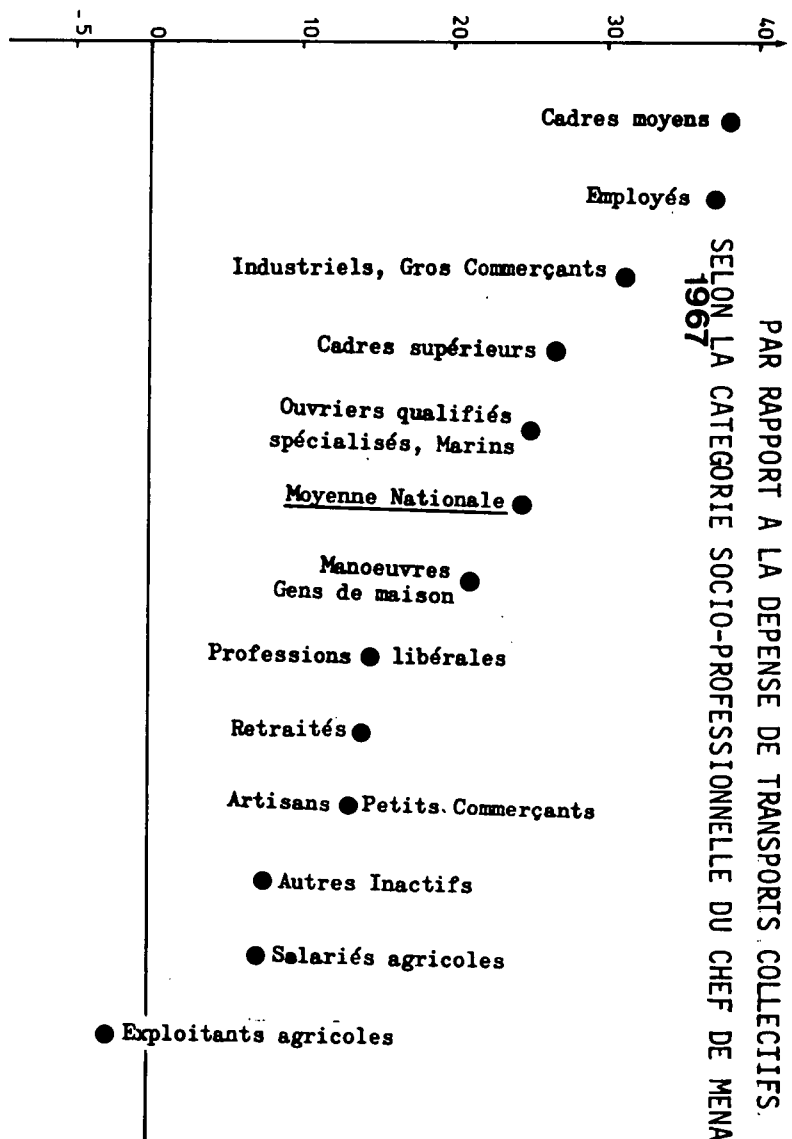 -5 0 10 20 30 40
Cadres moyens
Employés
Industriels, Gros Commerçants
Cadres supérieurs
Ouvriers qualifiés
spécialisés, Marins
Moyenne Nationale
Manoeuvres
Gens de maison
Professions libérales
Retraités
Artisans Petits Commerçants
Autres Inactifs
Salariés agricoles
Exploitants agricoles
PAR RAPPORT A LA DEPENSE DE TRANSPORTS COLLECTIFS.
SELON LA CATEGORIE SOCIO-PROFESSIONNELLE DU CHEF DE MENA
1967